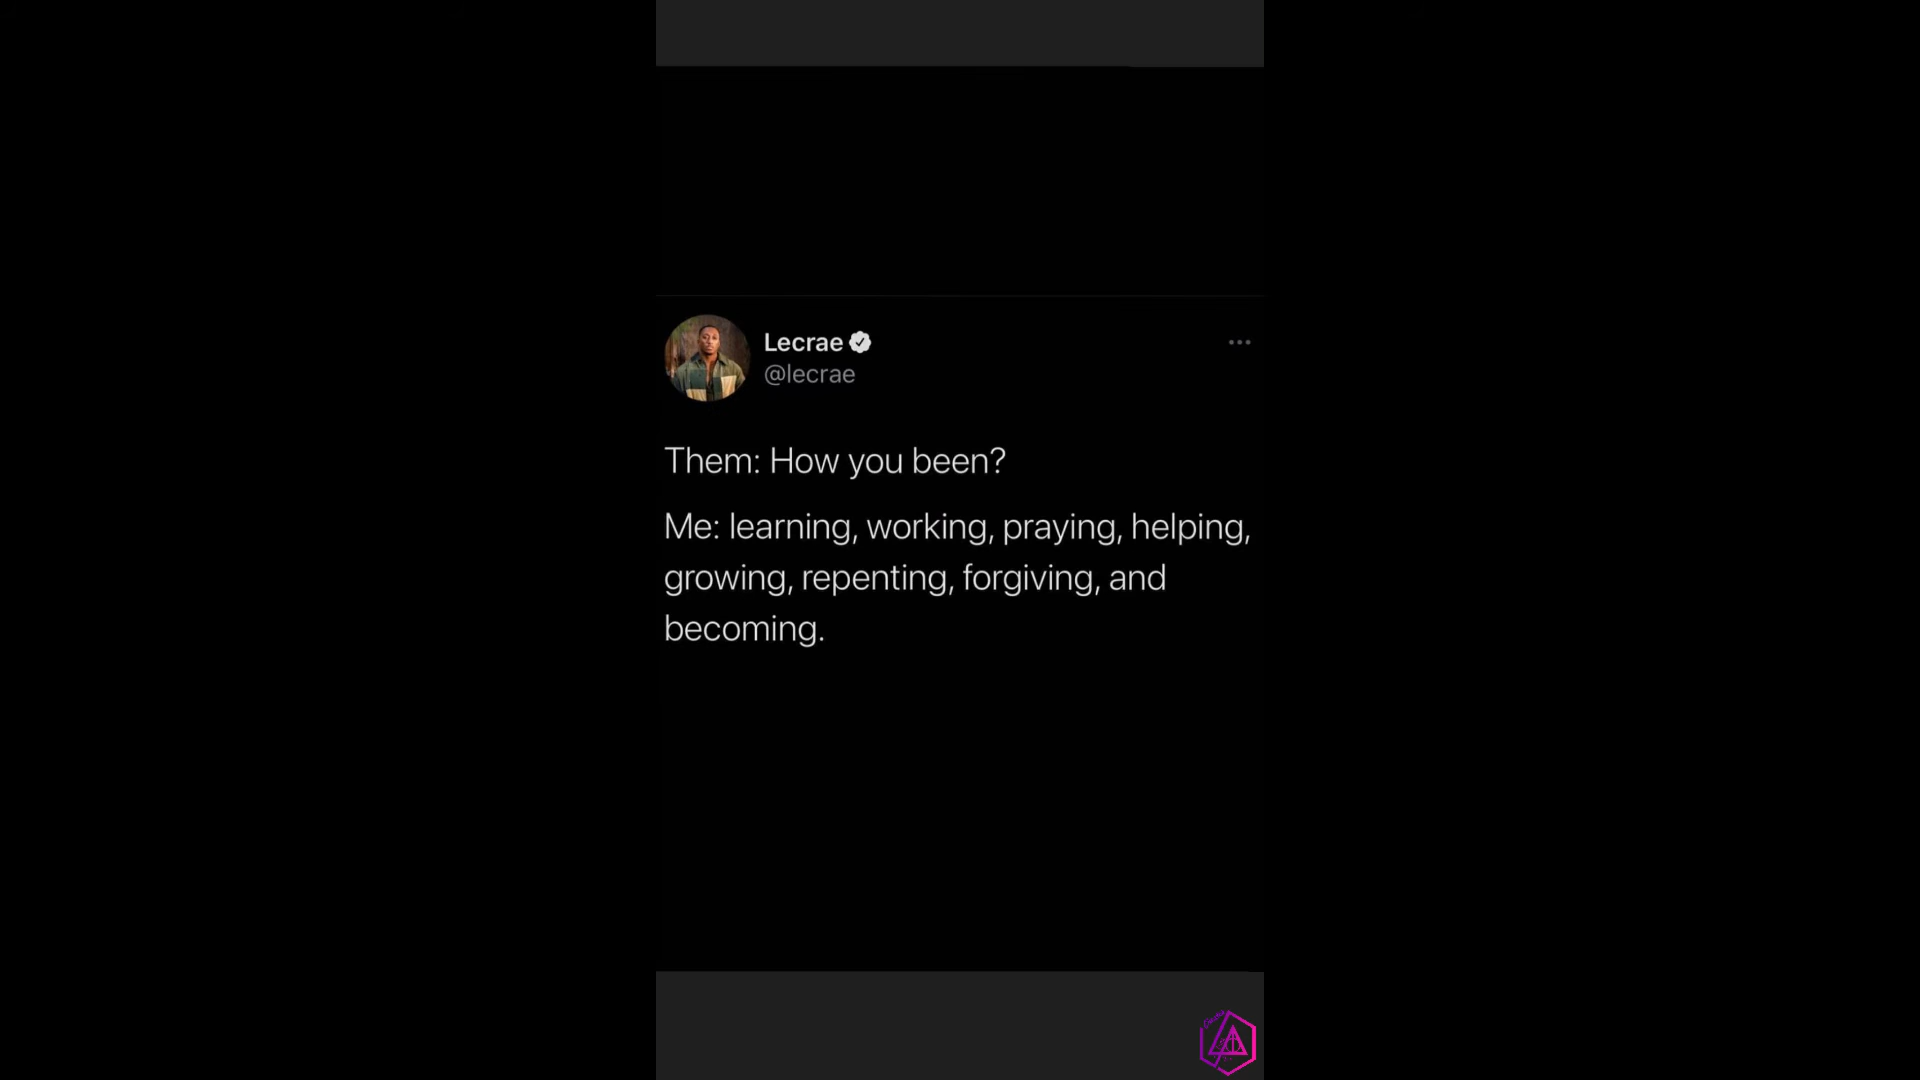 Lecrae
@lecrae
Them: How you been?
Me: learning, working, praying, helping,
growing, repenting, forgiving, and
becoming.